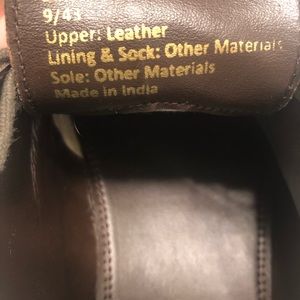 9/43
Upper: Leather
Lining & Sock: Other Materials
Sole: Other Materials
Made in India